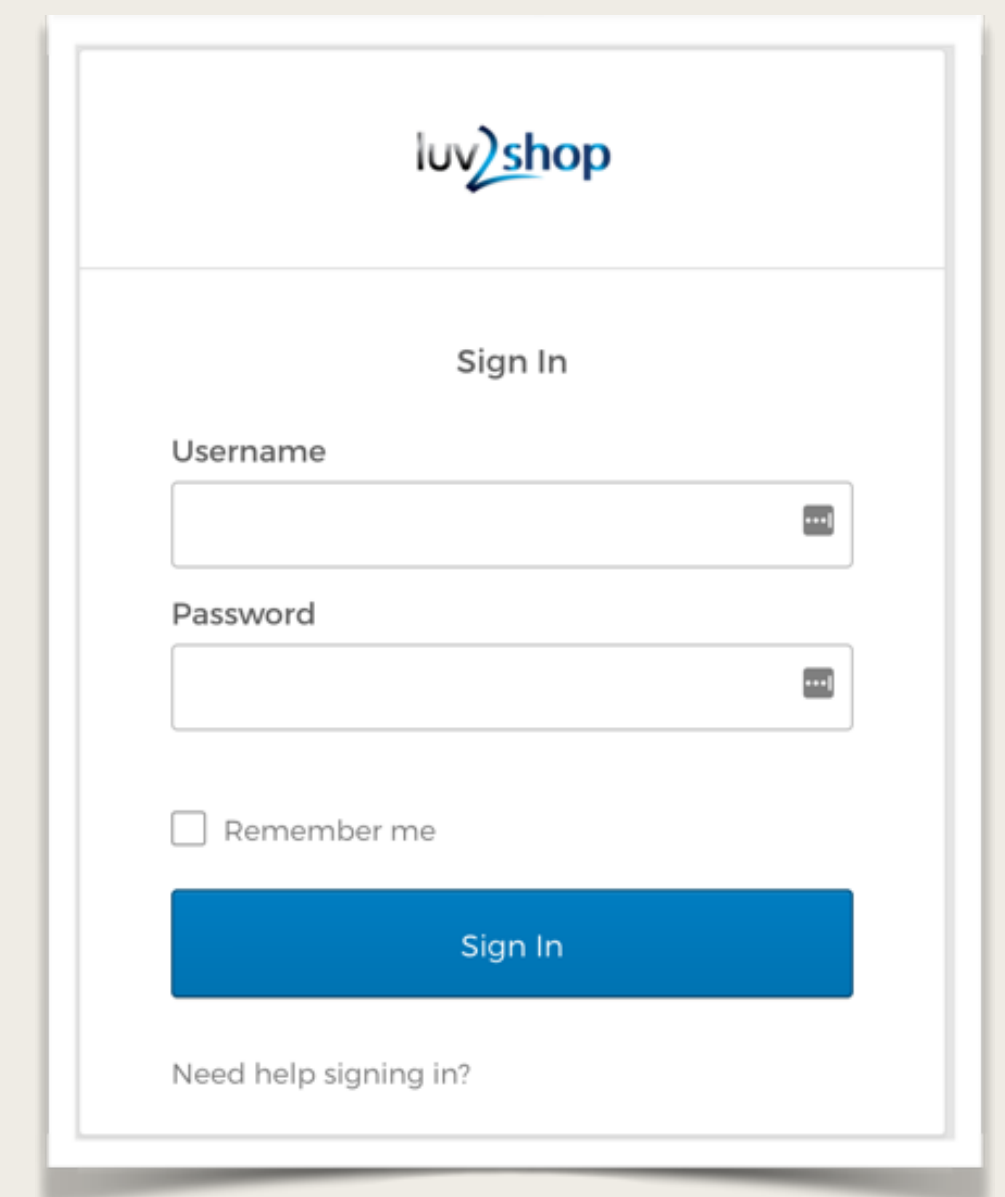 luv2shop
Sign In
Username
Password
Remember me
Sign In
Need help signing in?